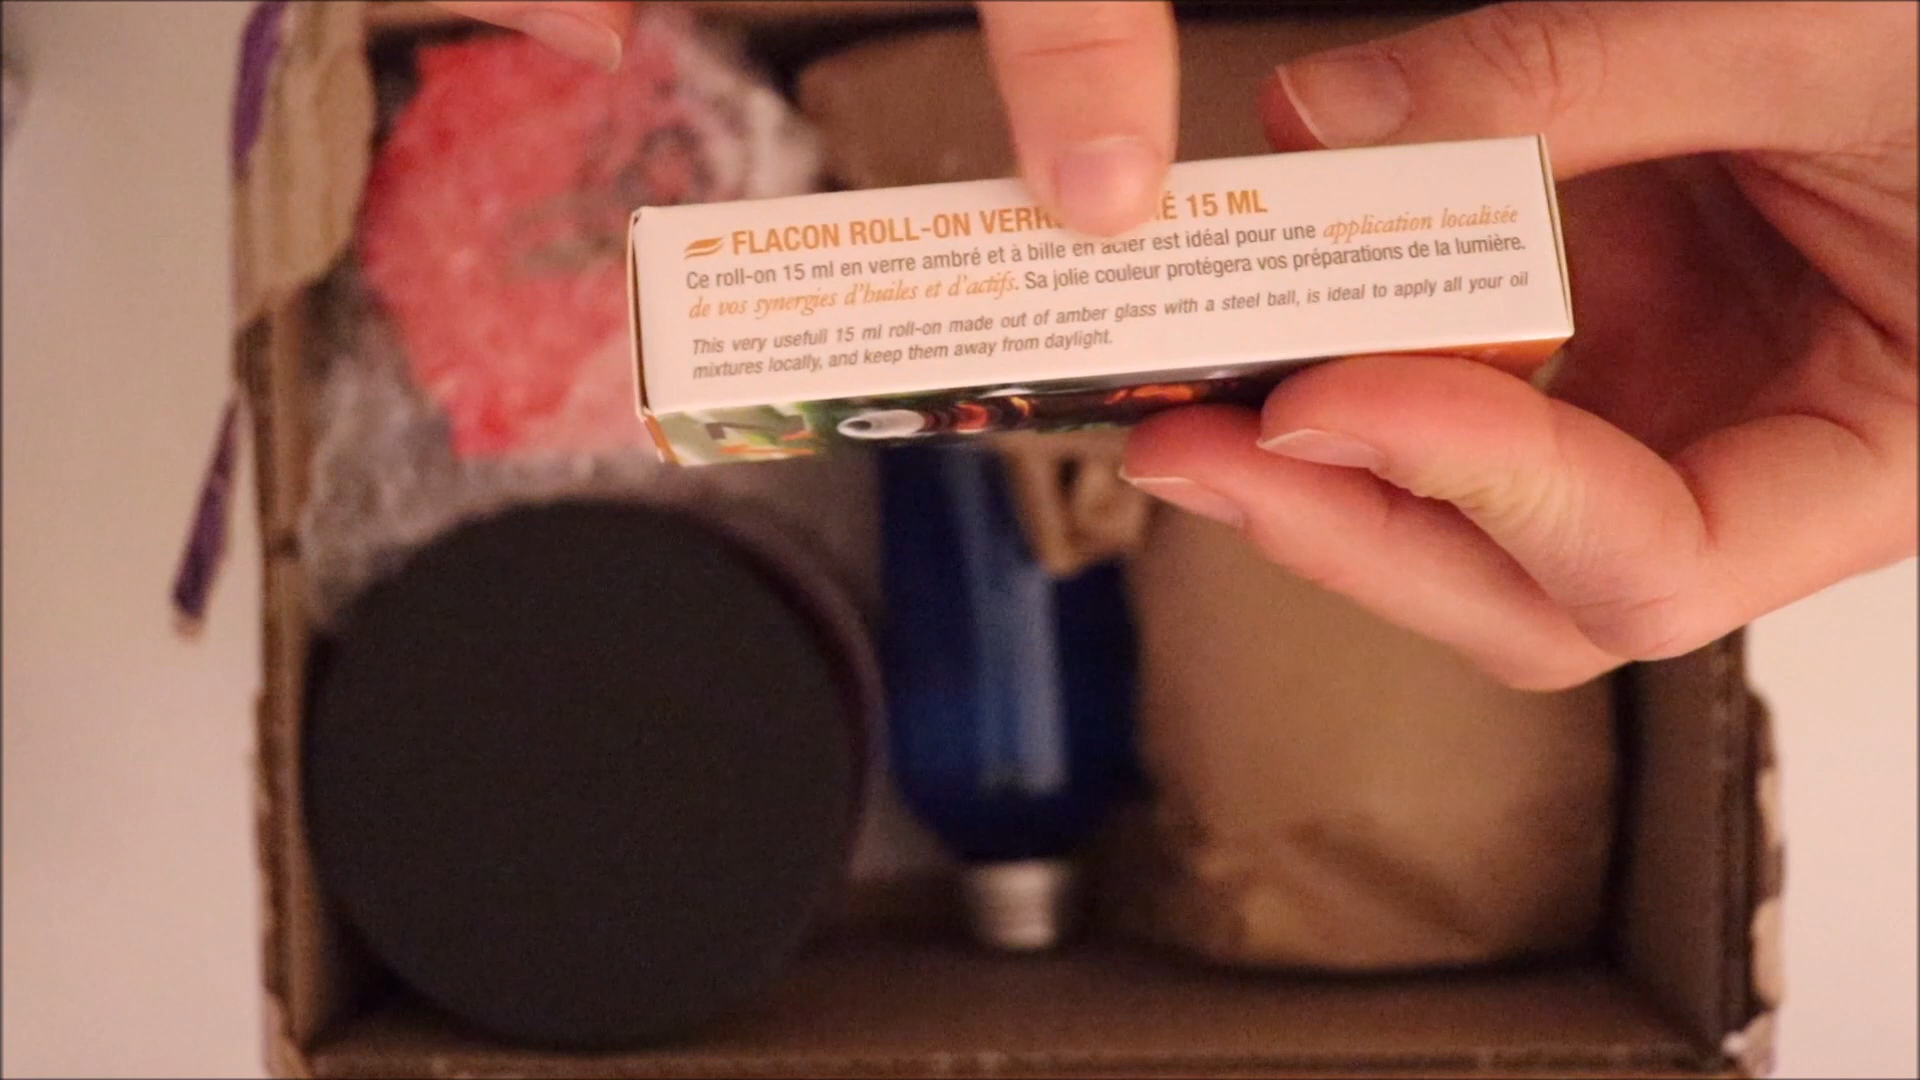 FLACON ROLL-ON 15 ML
Ce roll-on 15 ml en verre ambré et à bille en acier est idéal pour une application localisée
de vos synergies d'huiles et d'actifs. Sa jolie couleur protégera vos préparations de la lumière.
This very usefull 15 ml roll-on made out of amber glass with a steel ball, is ideal to apply all your oil
mixtures locally, and keep them away from daylight.